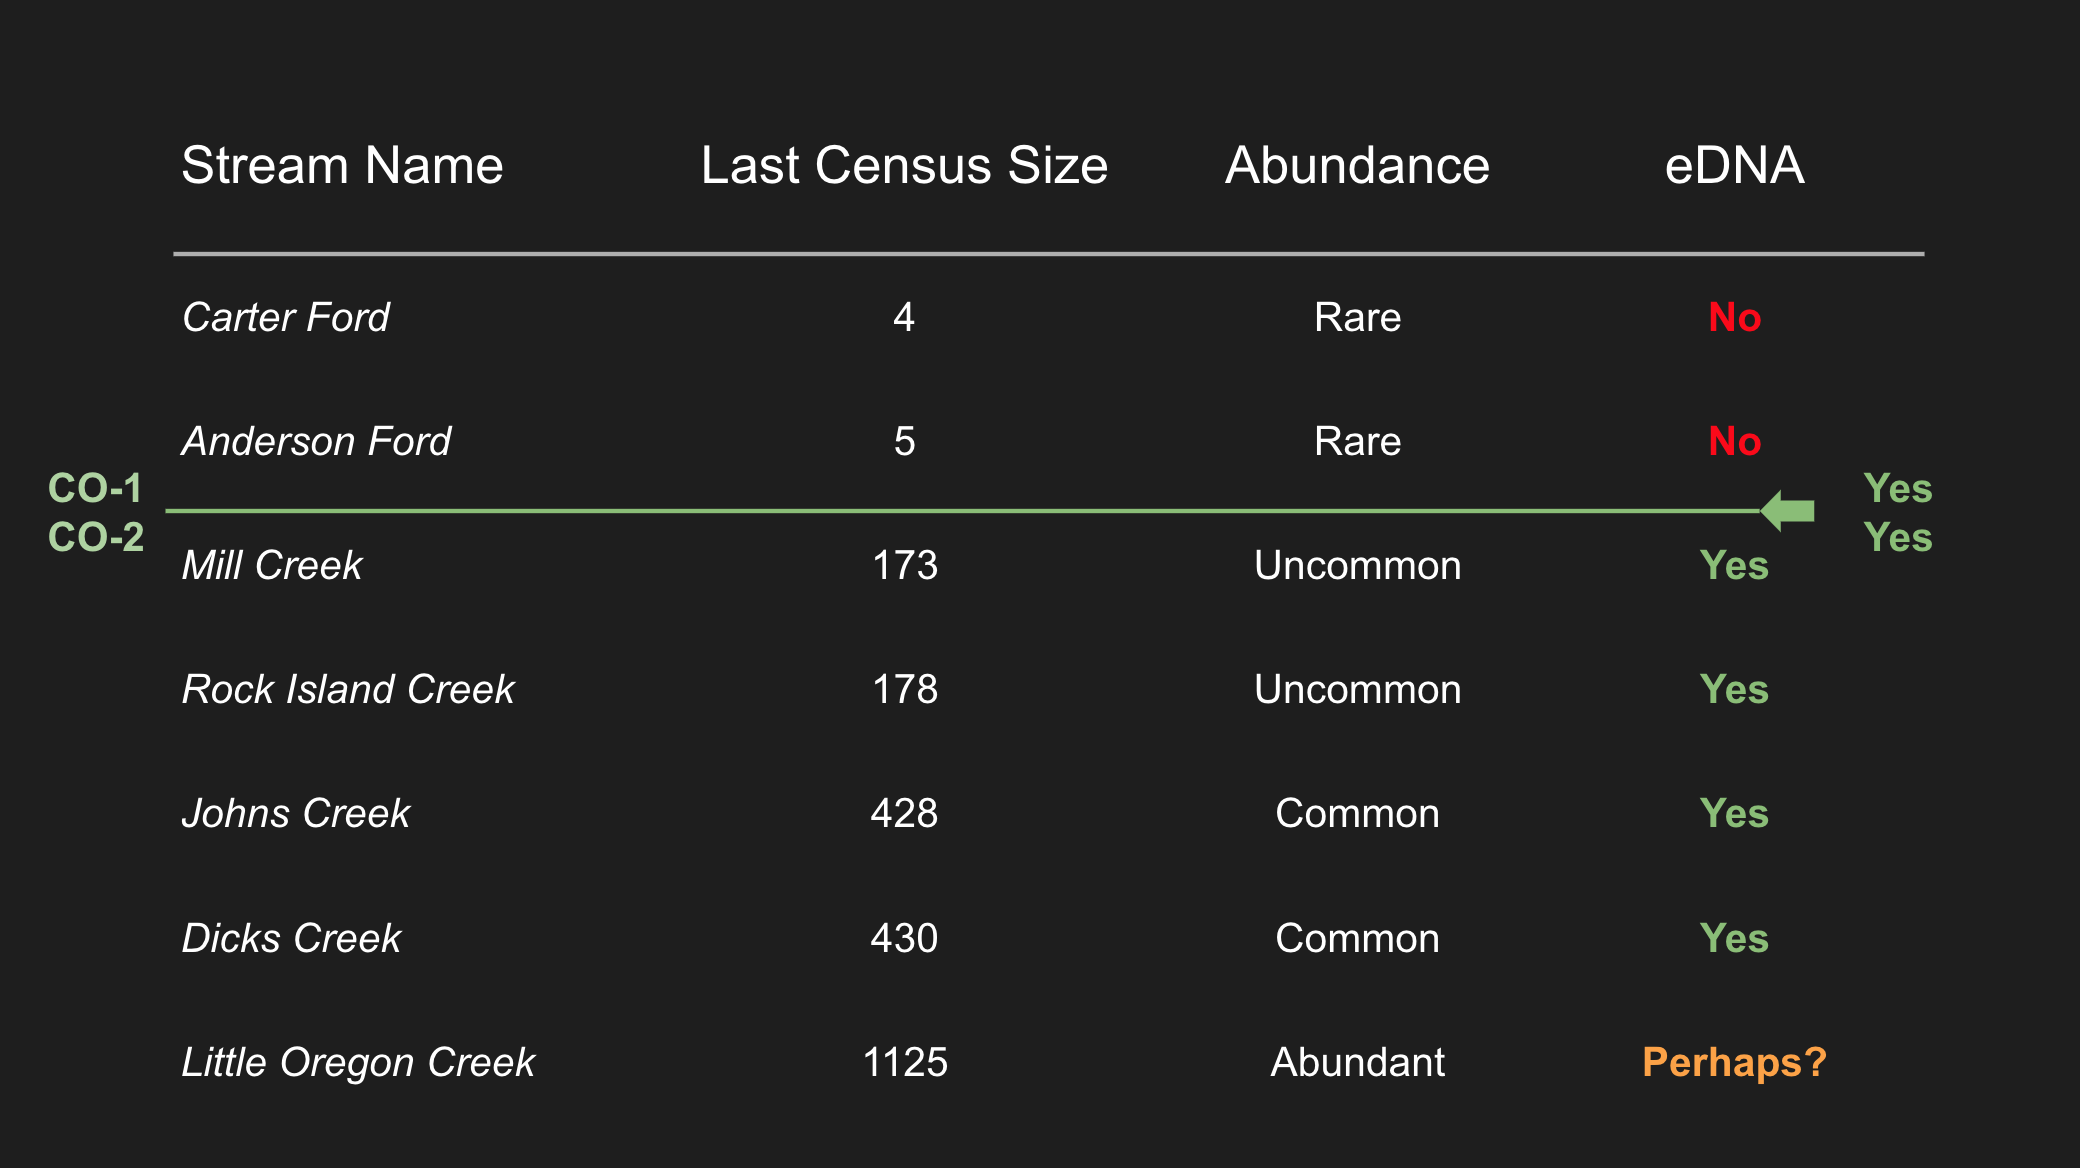 Stream Name Last Census Size Abundance eDNA
Carter Ford 4 Rare No
Anderson Ford 5 Rare No
CO-1 Yes
CO-2 Yes
Mill Creek 173 Uncommon Yes
Rock Island Creek 178 Uncommon Yes
Johns Creek 428 Common Yes
Dicks Creek 430 Common Yes
Little Oregon Creek 1125 Abundant Perhaps?